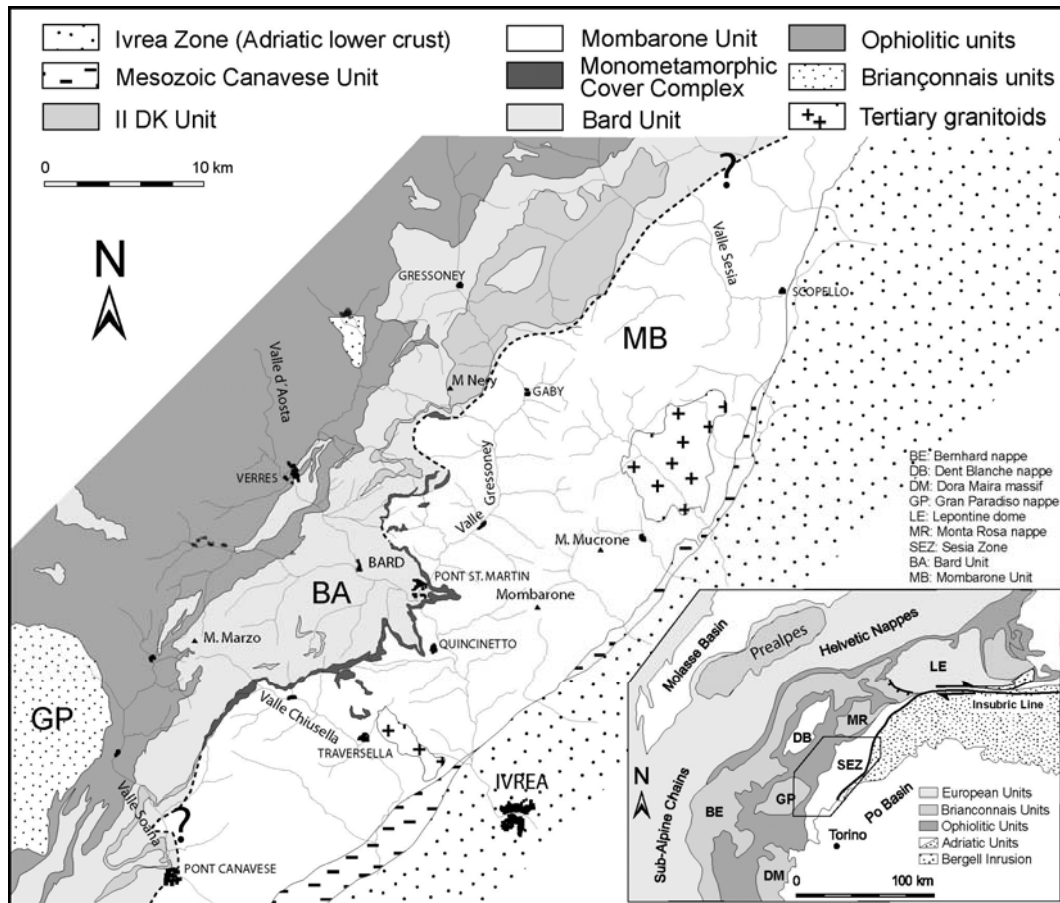 Ivrea Zone (Adriatic lower crust)
Mesozoic Canavese Unit
II DK Unit
Mombarone Unit
Monometamorphic
Cover Complex
Bard Unit
Ophiolitic units
Briançonnais units
Tertiary granitoids
0 10 km
N
?
Valle Sesia
GRESSONEY
SCOPELLO
MB
Valle d'Aosta
M Nery
GABY
VERRES
Valle Gressoney
BE: Bernhard nappe
DB: Dent Blanche nappe
DM: Dora Maira massif
GP: Gran Paradiso nappe
LE: Lepontine dome
MR: Monta Rosa nappe
SEZ: Sesia Zone
BA: Bard Unit
MB: Mombarone Unit
M. Mucrone
BARD
PONT ST. MARTIN
BA
Mombarone
M. Marzo
QUINCINETTO
GP
Valle Chiusella
TRAVERSELLA
IVREA
Valle Soana
?
PONT CANAVESE
Molasse Basin
Prealpes
Helvetic Nappes
LE
Insubric Line
MR
DB
SEZ
N
GP
BE
Po Basin
Sub-Alpine Chains
Torino
DM
European Units
Brianconnais Units
Ophiolitic Units
Adriatic Units
Bergell Inrusion
0 100 km